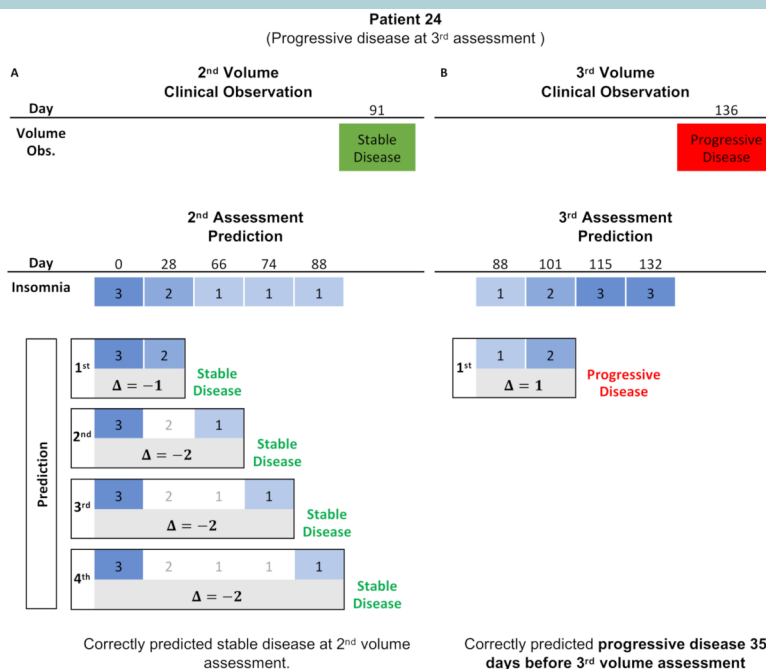 Patient 24
(Progressive disease at 3rd assessment )
A
2nd Volume
Clinical Observation
Day
91
Volume
Obs.
Stable
Disease
2nd Assessment
Prediction
Day
0 28 66 74 88
Insomnia
3 2 1 1 1
Prediction
1st
3 2
Δ = −1
Stable
Disease
2nd
3 2 1
Δ = −2
Stable
Disease
3rd
3 2 1 1
Δ = −2
Stable
Disease
4th
3 2 1 1 1
Δ = −2
Stable
Disease
Correctly predicted stable disease at 2nd volume
assessment.
B
3rd Volume
Clinical Observation
136
Progressive
Disease
3rd Assessment
Prediction
88 101 115 132
1 2 3 3
1st
1 2
Δ = 1
Progressive
Disease
Correctly predicted progressive disease 35
days before 3rd volume assessment